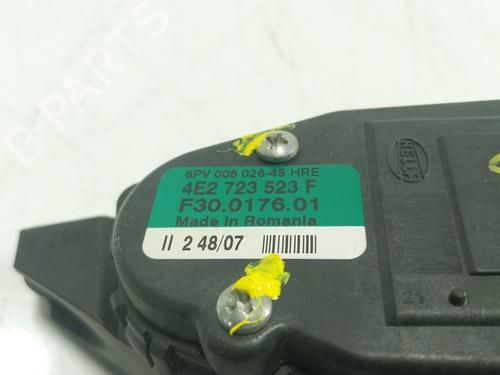 B-PARTS
6PV 008 026-45 HRE
4E2 723 523 F
F30.0176.01
Made in Romania
II 2 48/07
HELLA
21